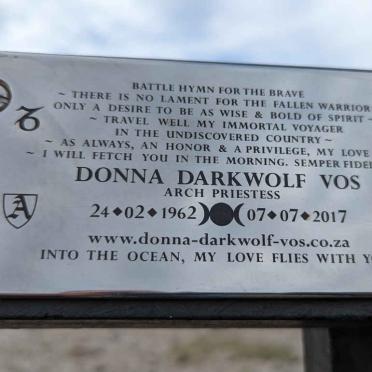 BATTLE HYMN FOR THE BRAVE
~ THERE IS NO LAMENT FOR THE FALLEN WARRIOR
ONLY A DESIRE TO BE AS WISE & BOLD OF SPIRIT ~
~ TRAVEL WELL MY IMMORTAL VOYAGER
IN THE UNDISCOVERED COUNTRY ~
~ AS ALWAYS, AN HONOR & A PRIVILEGE, MY LOVE
~ I WILL FETCH YOU IN THE MORNING. SEMPER FIDEL
DONNA DARKWOLF VOS
ARCH PRIESTESS
24◆02◆1962 07◆07◆2017
www.donna-darkwolf-vos.co.za
INTO THE OCEAN, MY LOVE FLIES WITH Y
A